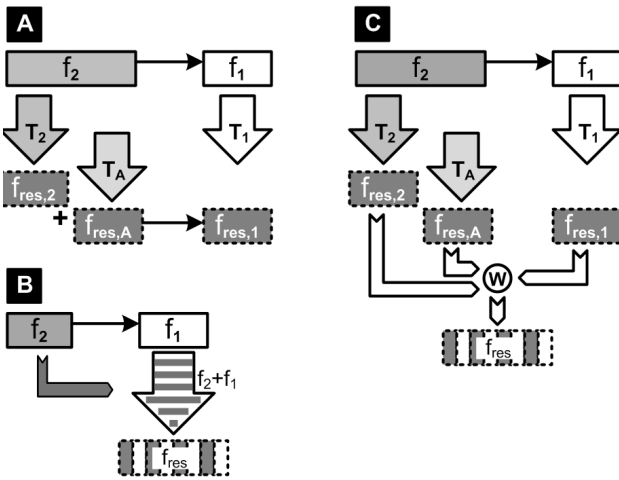 A
f2
f1
T2
TA
T1
fres,2
+
fres,A
fres,1
B
f2
f1
f2+f1
fres
C
f2
f1
T2
TA
T1
fres,2
fres,A
fres,1
W
fres